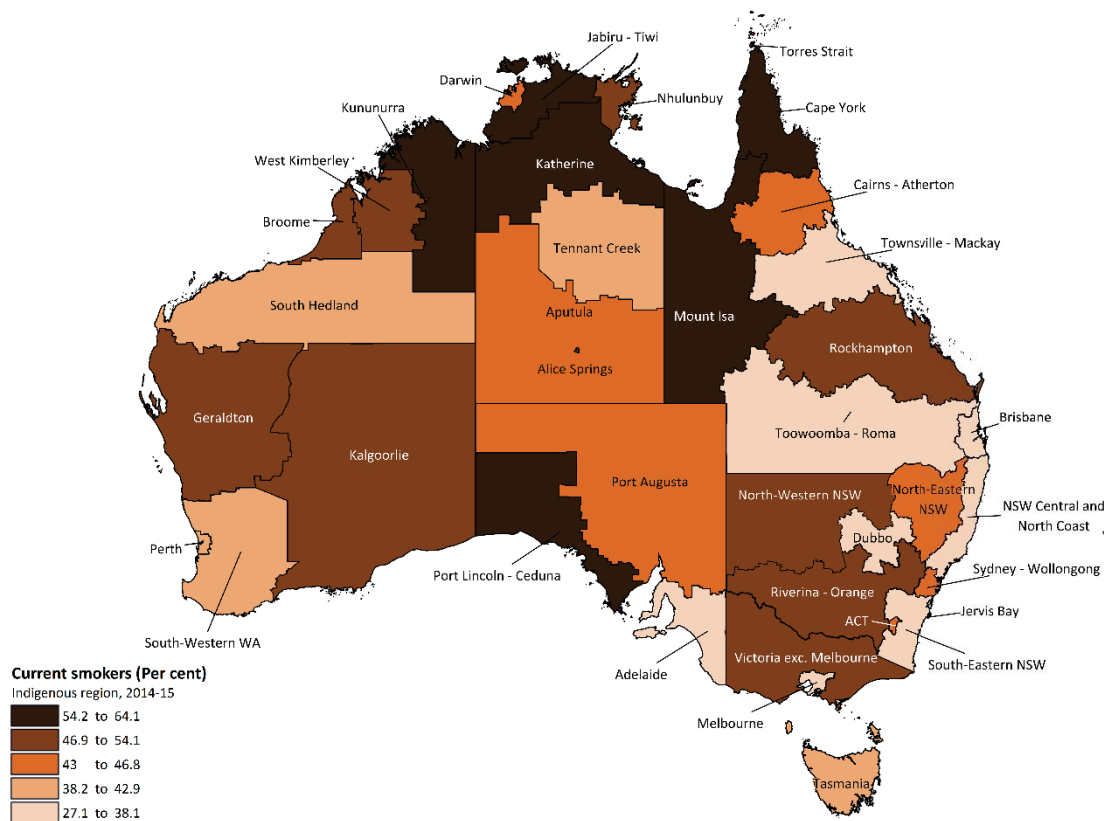 Jabiru - Tiwi
Torres Strait
Darwin
Nhulunbuy
Kununurra
Cape York
West Kimberley
Katherine
Cairns - Atherton
Broome
Tennant Creek
Townsville - Mackay
South Hedland
Aputula
Mount Isa
Rockhampton
Alice Springs
Geraldton
Brisbane
Toowoomba - Roma
Kalgoorlie
Port Augusta
North-Western NSW
North-Eastern
NSW
NSW Central and
North Coast
Dubbo
Perth
Port Lincoln - Ceduna
Sydney - Wollongong
Riverina - Orange
Jervis Bay
ACT
South-Western WA
Victoria exc. Melbourne
South-Eastern NSW
Adelaide
Melbourne
Tasmania
Current smokers (Per cent)
Indigenous region, 2014-15
54.2 to 64.1
46.9 to 54.1
43 to 46.8
38.2 to 42.9
27.1 to 38.1